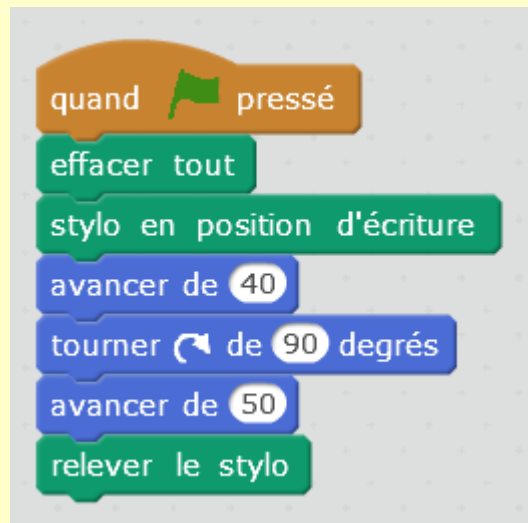 quand pressé
effacer tout
stylo en position d'écriture
avancer de 40
tourner de 90 degrés
avancer de 50
relever le stylo